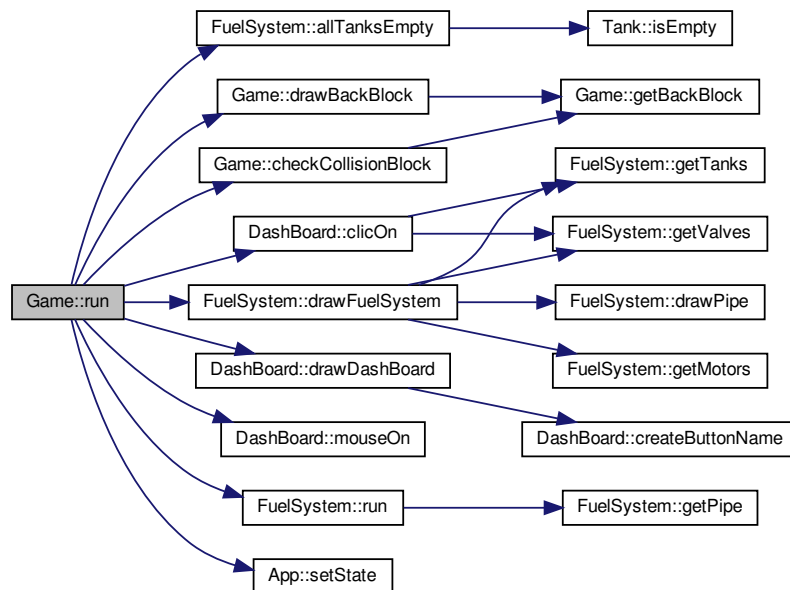 FuelSystem::allTanksEmpty
Tank::isEmpty
Game::drawBackBlock
Game::getBackBlock
Game::checkCollisionBlock
FuelSystem::getTanks
DashBoard::clicOn
FuelSystem::getValves
Game::run
FuelSystem::drawFuelSystem
FuelSystem::drawPipe
DashBoard::drawDashBoard
FuelSystem::getMotors
DashBoard::mouseOn
DashBoard::createButtonName
FuelSystem::run
FuelSystem::getPipe
App::setState